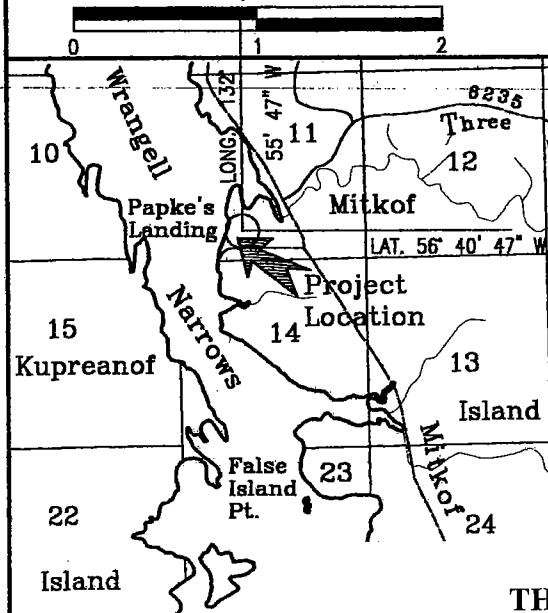 0 1 2
Wrangell
Narrows
LONG. 132°
55' 47" W
6235
Three
10
11
12
Mitkof
Papke's
Landing
LAT. 56° 40' 47" W
Project
Location
15
Kupreanof
14
13
Island
Mitkof
False
Island
Pt.
23
22
24
Island
TH